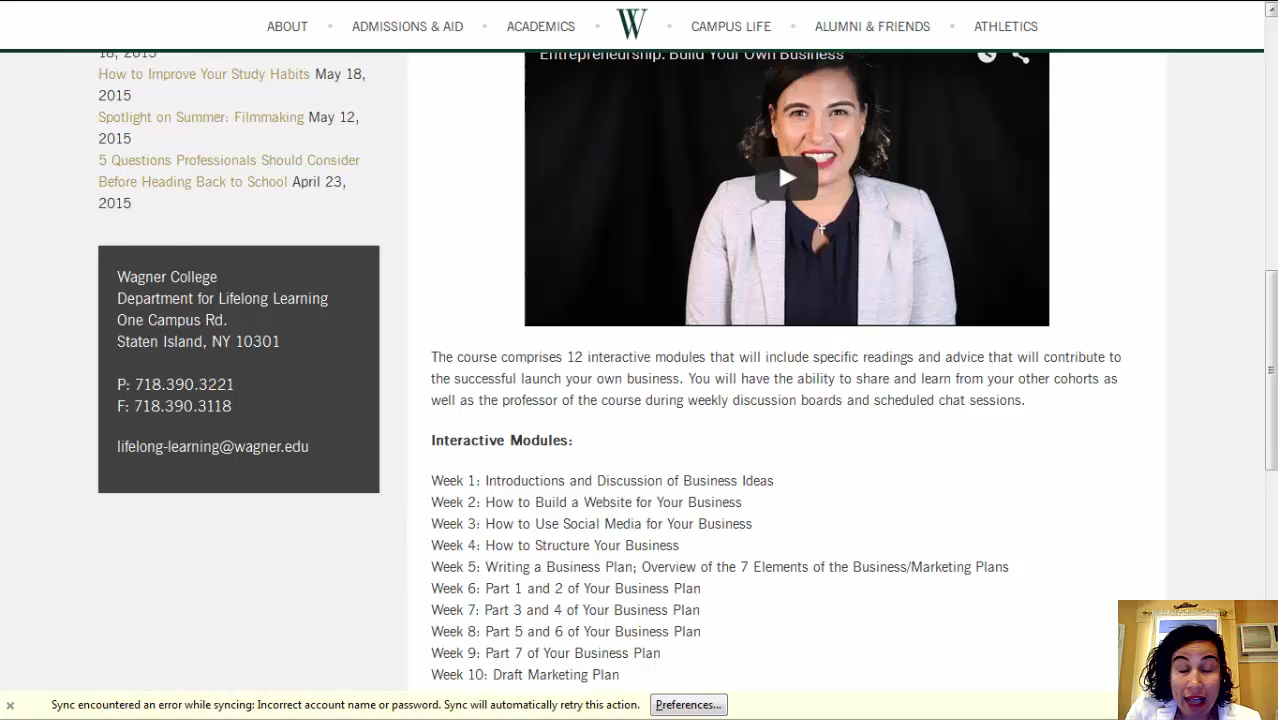 ABOUT ADMISSIONS & AID ACADEMICS W CAMPUS LIFE ALUMNI & FRIENDS ATHLETICS
18, 2015
How to Improve Your Study Habits May 18,
2015
Spotlight on Summer: Filmmaking May 12,
2015
5 Questions Professionals Should Consider
Before Heading Back to School April 23,
2015
Wagner College
Department for Lifelong Learning
One Campus Rd.
Staten Island, NY 10301
P: 718.390.3221
F: 718.390.3118
lifelong-learning@wagner.edu
Entrepreneurship: Build Your Own Business
The course comprises 12 interactive modules that will include specific readings and advice that will contribute to
the successful launch your own business. You will have the ability to share and learn from your other cohorts as
well as the professor of the course during weekly discussion boards and scheduled chat sessions.
Interactive Modules:
Week 1: Introductions and Discussion of Business Ideas
Week 2: How to Build a Website for Your Business
Week 3: How to Use Social Media for Your Business
Week 4: How to Structure Your Business
Week 5: Writing a Business Plan; Overview of the 7 Elements of the Business/Marketing Plans
Week 6: Part 1 and 2 of Your Business Plan
Week 7: Part 3 and 4 of Your Business Plan
Week 8: Part 5 and 6 of Your Business Plan
Week 9: Part 7 of Your Business Plan
Week 10: Draft Marketing Plan
Sync encountered an error while syncing: Incorrect account name or password. Sync will automatically retry this action. Preferences...